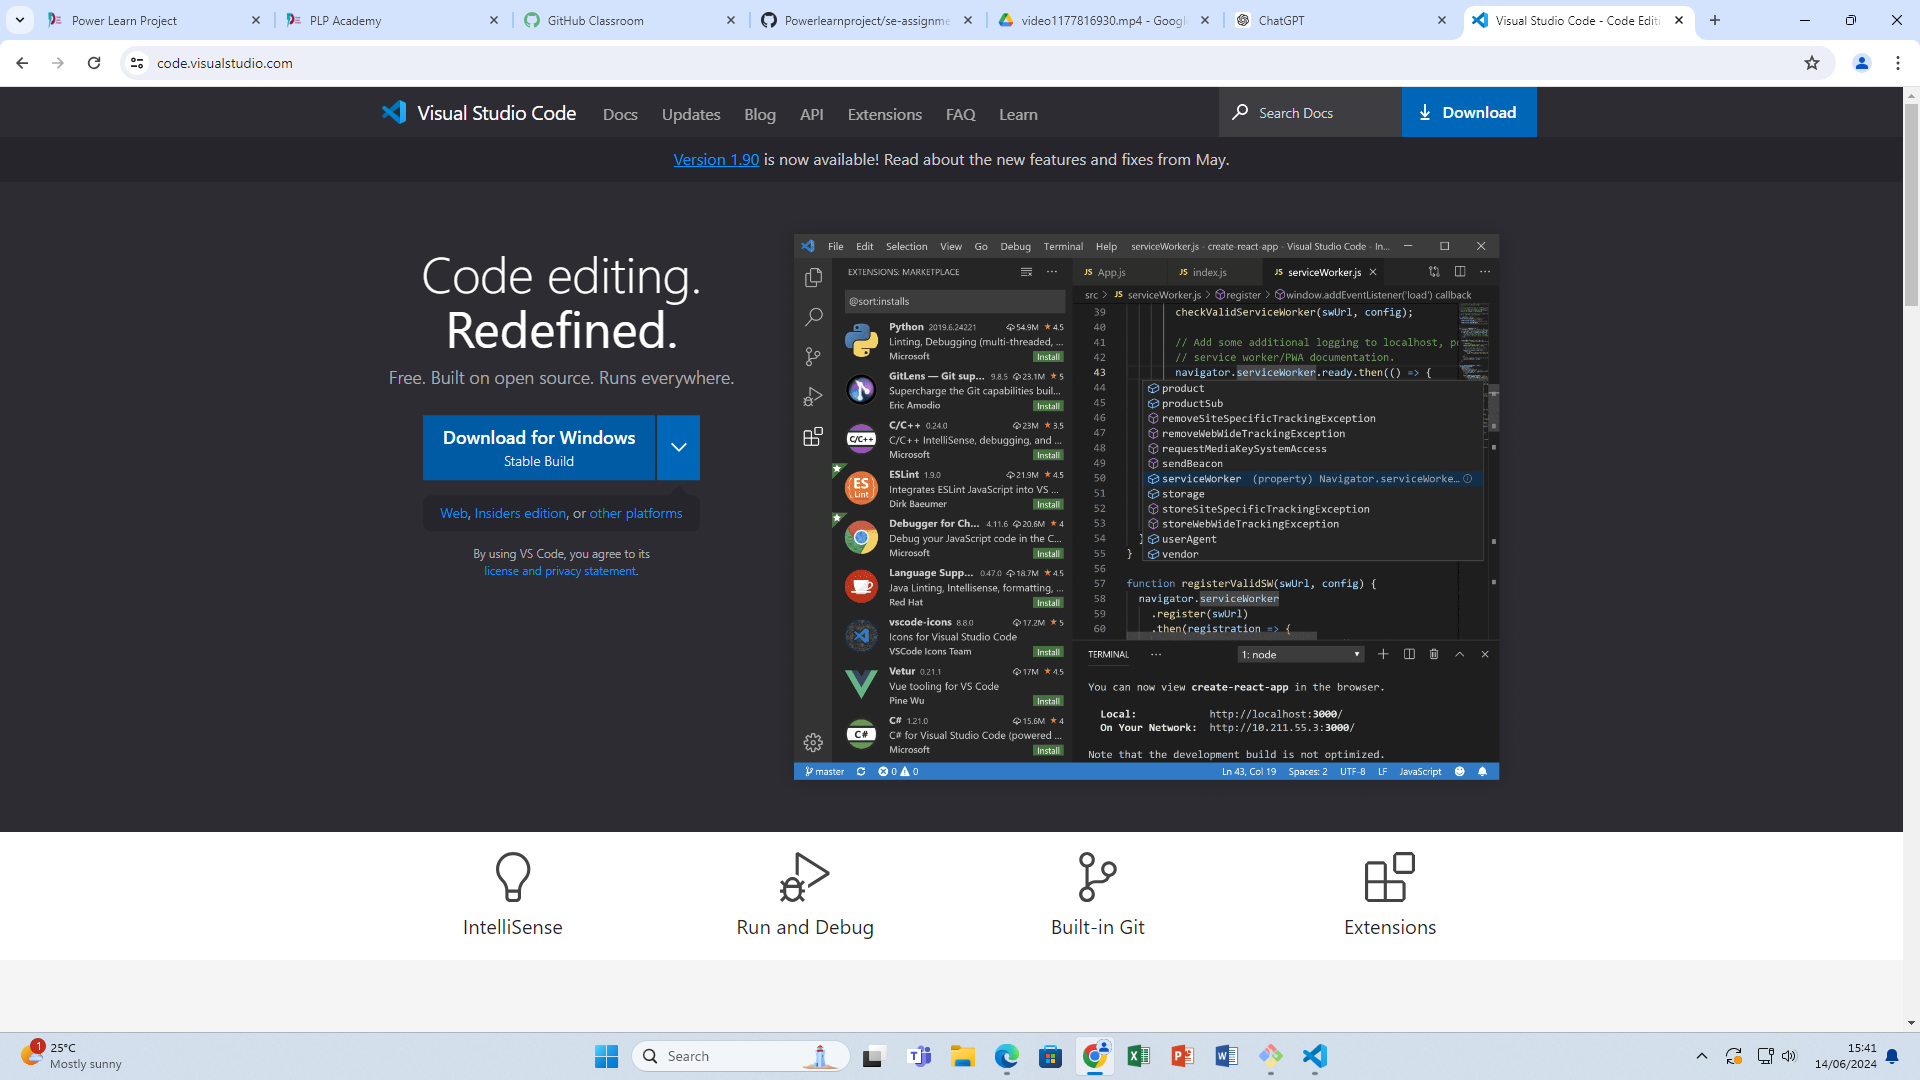 Power Learn Project
PLP Academy
GitHub Classroom
Powerlearnproject/se-assignme
video1177816930.mp4 - Google
ChatGPT
Visual Studio Code - Code Editi
code.visualstudio.com
Visual Studio Code
Docs
Updates
Blog
API
Extensions
FAQ
Learn
Search Docs
Download
Version 1.90 is now available! Read about the new features and fixes from May.
Code editing.
Redefined.
Free. Built on open source. Runs everywhere.
Download for Windows
Stable Build
Web, Insiders edition, or other platforms
By using VS Code, you agree to its
license and privacy statement.
File Edit Selection View Go Debug Terminal Help serviceWorker.js - create-react-app - Visual Studio Code - In...
EXTENSIONS: MARKETPLACE
@sort:installs
Python 2019.6.24221 54.9M 4.5
Linting, Debugging (multi-threaded, ...
Microsoft Install
GitLens — Git sup... 9.8.5 23.1M 5
Supercharge the Git capabilities buil...
Eric Amodio Install
C/C++ 0.24.0 23M 3.5
C/C++
C/C++ IntelliSense, debugging, and ...
Microsoft Install
ESLint 1.9.0 21.9M 4.5
ES
Lint
Integrates ESLint JavaScript into VS ...
Dirk Baeumer Install
Debugger for Ch... 4.11.6 20.6M 4
Debug your JavaScript code in the C...
Microsoft Install
Language Supp... 0.47.0 18.7M 4.5
Java Linting, Intellisense, formatting, ...
Red Hat Install
vscode-icons 8.8.0 17.2M 5
Icons for Visual Studio Code
VSCode Icons Team Install
Vetur 0.21.1 17M 4.5
Vue tooling for VS Code
Pine Wu Install
C# 1.21.0 15.6M 4
C#
C# for Visual Studio Code (powered ...
Microsoft Install
JS App.js
JS index.js
JS serviceWorker.js
src > JS serviceWorker.js > register > window.addEventListener('load') callback
39 checkValidServiceWorker(swUrl, config);
40
41 // Add some additional logging to localhost, po
42 // service worker/PWA documentation.
43 navigator.serviceWorker.ready.then(() => {
44 product
45 productSub
46 removeSiteSpecificTrackingException
47 removeWebWideTrackingException
48 requestMediaKeySystemAccess
49 sendBeacon
50 serviceWorker (property) Navigator.serviceWorke...
51 storage
52 storeSiteSpecificTrackingException
53 storeWebWideTrackingException
54 } userAgent
55 } vendor
56
57 function registerValidSW(swUrl, config) {
58 navigator.serviceWorker
59 .register(swUrl)
60 .then(registration => {
TERMINAL ... 1: node
You can now view create-react-app in the browser.
Local: http://localhost:3000/
On Your Network: http://10.211.55.3:3000/
Note that the development build is not optimized.
master 0 0 Ln 43, Col 19 Spaces: 2 UTF-8 LF JavaScript
IntelliSense
Run and Debug
Built-in Git
Extensions
1
25°C
Mostly sunny
Search
15:41
14/06/2024